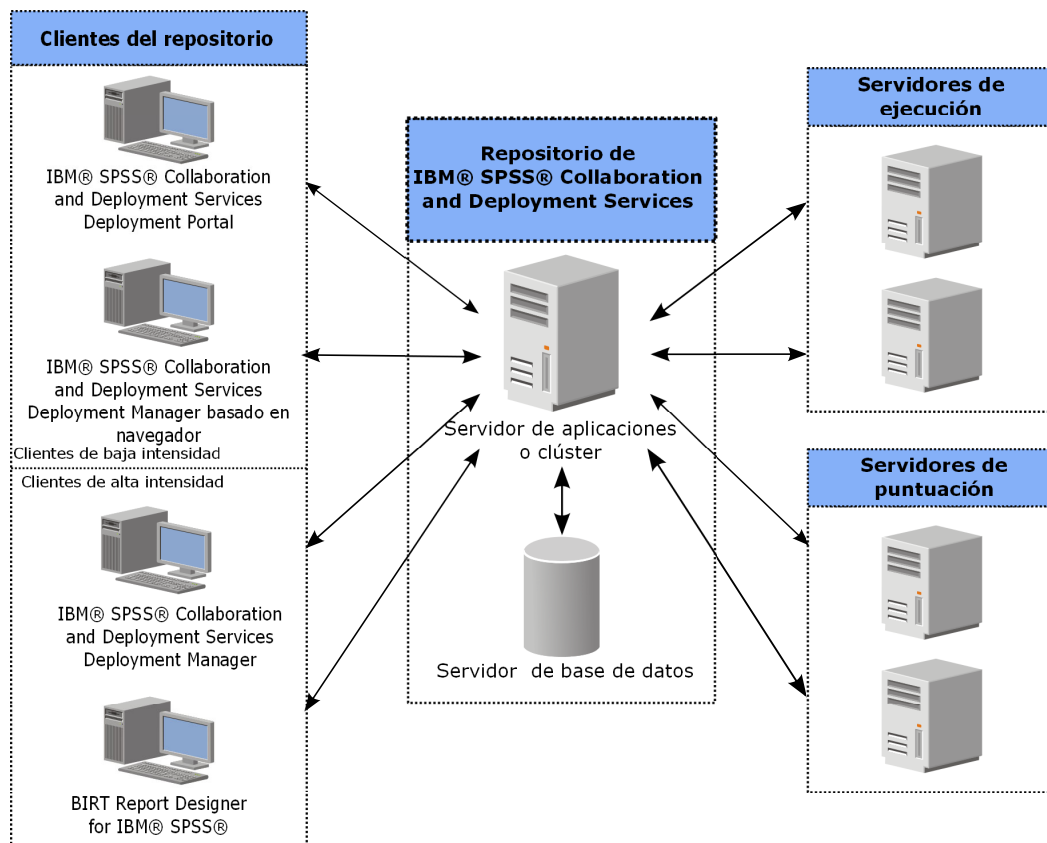 Clientes del repositorio
IBM® SPSS® Collaboration
and Deployment Services
Deployment Portal
IBM® SPSS® Collaboration
and Deployment Services
Deployment Manager basado en
navegador
Clientes de baja intensidad
Clientes de alta intensidad
IBM® SPSS® Collaboration
and Deployment Services
Deployment Manager
BIRT Report Designer
for IBM® SPSS®
Repositorio de
IBM® SPSS® Collaboration
and Deployment Services
Servidor de aplicaciones
o clúster
Servidor de base de datos
Servidores de
ejecución
Servidores de
puntuación